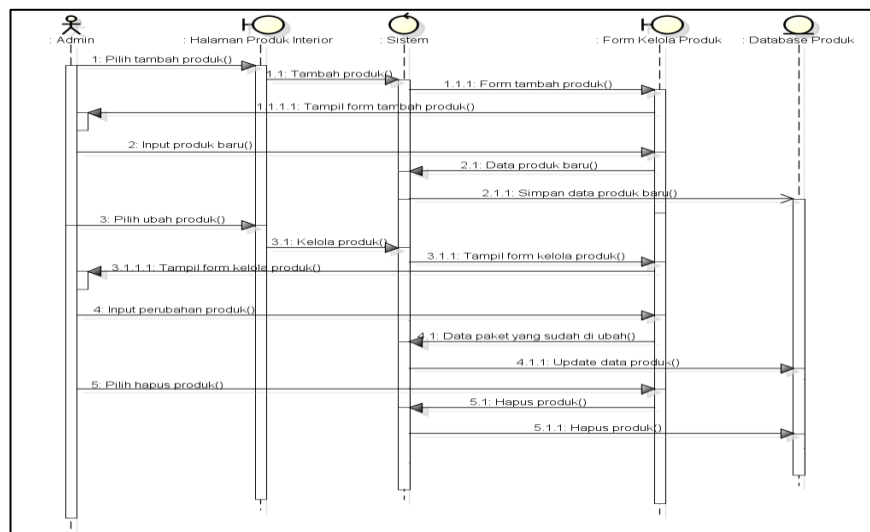 : Admin
: Halaman Produk Interior
: Sistem
: Form Kelola Produk
: Database Produk
1: Pilih tambah produk()
1.1: Tambah produk()
1.1.1: Form tambah produk()
1.1.1.1: Tampil form tambah produk()
2: Input produk baru()
2.1: Data produk baru()
2.1.1: Simpan data produk baru()
3: Pilih ubah produk()
3.1: Kelola produk()
3.1.1: Tampil form kelola produk()
3.1.1.1: Tampil form kelola produk()
4: Input perubahan produk()
4.1: Data paket yang sudah di ubah()
4.1.1: Update data produk()
5: Pilih hapus produk()
5.1: Hapus produk()
5.1.1: Hapus produk()